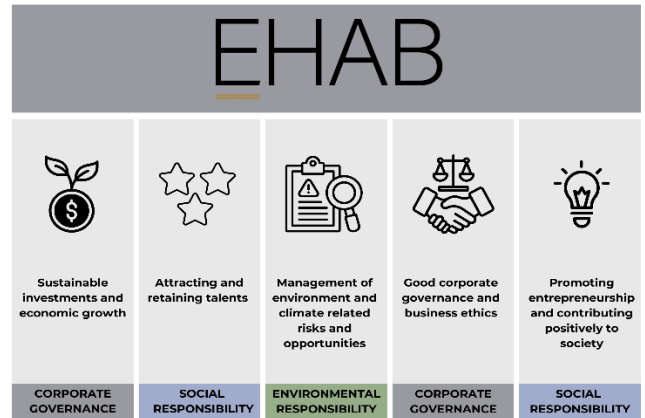 EHAB
$
Sustainable
investments and
economic growth
Attracting and
retaining talents
Management of
environment and
climate related
risks and
opportunities
Good corporate
governance and
business ethics
Promoting
entrepreneurship
and contributing
positively to
society
CORPORATE
GOVERNANCE
SOCIAL
RESPONSIBILITY
ENVIRONMENTAL
RESPONSIBILITY
CORPORATE
GOVERNANCE
SOCIAL
RESPONSIBILITY